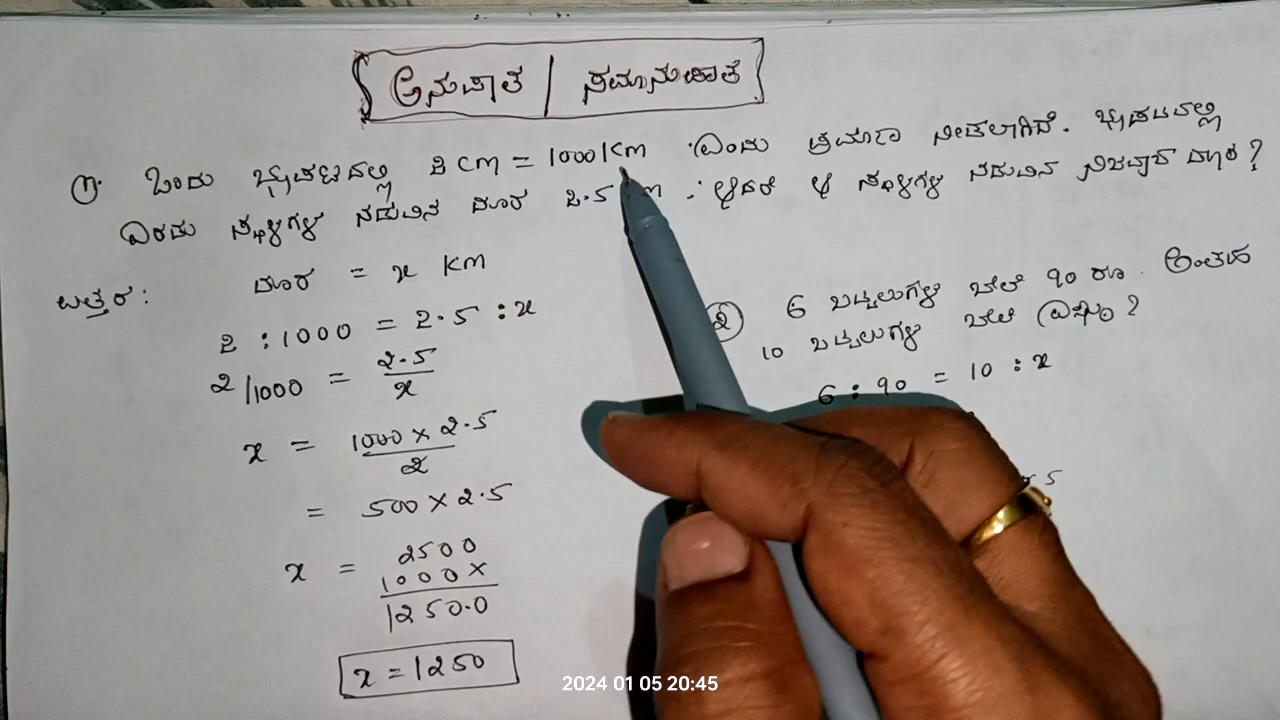 ಅನುಪಾತ | ಸಮಾನುಪಾತ
1. ಒಂದು ಭೂಪಟದಲ್ಲಿ 2 cm = 1000 Km ಎಂದು ಪ್ರಮಾಣ ನೀಡಲಾಗಿದೆ. ಭೂಪಟದಲ್ಲಿ
ಎರಡು ಸ್ಥಳಗಳ ನಡುವಿನ ದೂರ 2.5 m : ಆದರೆ ಆ ಸ್ಥಳಗಳ ನಡುವಿನ ನಿಜವಾದ ದೂರ?
ಉತ್ತರ: ದೂರ = x Km
2 : 1000 = 2.5 : x
2/1000 = 2.5/x
x = 1000 × 2.5
2
= 500 × 2.5
x = 2500
1000×
1250.0
x = 1250
2 6 ಬಟ್ಟಲುಗಳ ಬೆಲೆ 90 ರೂ. ಅಂತಹ
10 ಬಟ್ಟಲುಗಳ ಬೆಲೆ ಎಷ್ಟು?
6 : 90 = 10 : x
5
2024 01 05 20:45